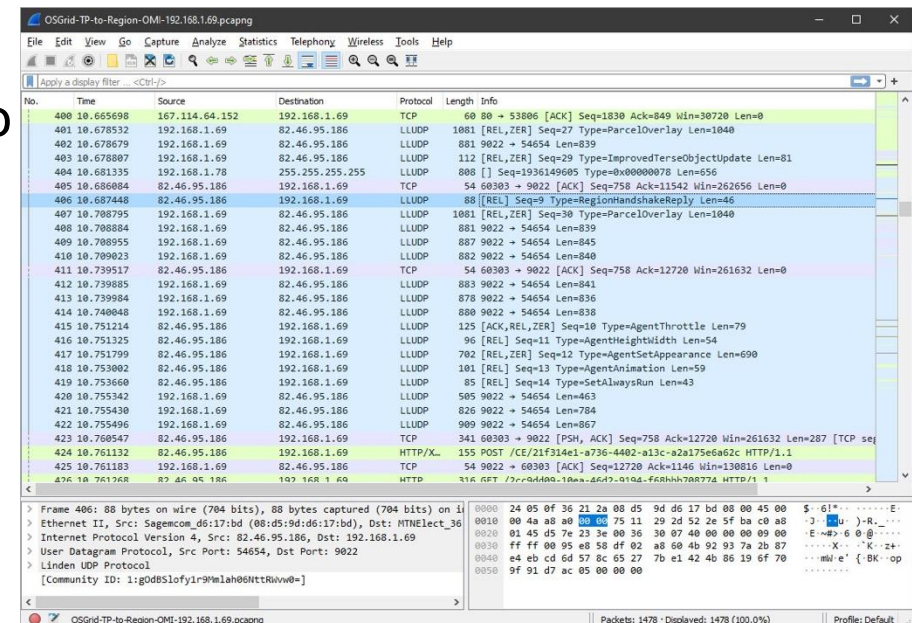 OSGrid-TP-to-Region-OMI-192.168.1.69.pcapng
File Edit View Go Capture Analyze Statistics Telephony Wireless Tools Help
Apply a display filter ... <Ctrl-/>
No. Time Source Destination Protocol Length Info
400 10.665698 167.114.64.152 192.168.1.69 TCP 60 80 → 53806 [ACK] Seq=1830 Ack=849 Win=30720 Len=0
401 10.678532 192.168.1.69 82.46.95.186 LLUDP 1081 [REL,ZER] Seq=27 Type=ParcelOverlay Len=1040
402 10.678679 192.168.1.69 82.46.95.186 LLUDP 881 9022 → 54654 Len=839
403 10.678807 192.168.1.69 82.46.95.186 LLUDP 112 [REL,ZER] Seq=29 Type=ImprovedTerseObjectUpdate Len=81
404 10.681335 192.168.1.78 255.255.255.255 LLUDP 808 [] Seq=1936149605 Type=0x00000078 Len=656
405 10.686084 82.46.95.186 192.168.1.69 TCP 54 60303 → 9022 [ACK] Seq=758 Ack=11542 Win=262656 Len=0
406 10.687448 82.46.95.186 192.168.1.69 LLUDP 88 [REL] Seq=9 Type=RegionHandshakeReply Len=46
407 10.708795 192.168.1.69 82.46.95.186 LLUDP 1081 [REL,ZER] Seq=30 Type=ParcelOverlay Len=1040
408 10.708884 192.168.1.69 82.46.95.186 LLUDP 881 9022 → 54654 Len=839
409 10.708955 192.168.1.69 82.46.95.186 LLUDP 887 9022 → 54654 Len=845
410 10.709023 192.168.1.69 82.46.95.186 LLUDP 882 9022 → 54654 Len=840
411 10.739517 82.46.95.186 192.168.1.69 TCP 54 60303 → 9022 [ACK] Seq=758 Ack=12720 Win=261632 Len=0
412 10.739885 192.168.1.69 82.46.95.186 LLUDP 883 9022 → 54654 Len=841
413 10.739984 192.168.1.69 82.46.95.186 LLUDP 878 9022 → 54654 Len=836
414 10.740048 192.168.1.69 82.46.95.186 LLUDP 880 9022 → 54654 Len=838
415 10.751214 82.46.95.186 192.168.1.69 LLUDP 125 [ACK,REL,ZER] Seq=10 Type=AgentThrottle Len=79
416 10.751325 82.46.95.186 192.168.1.69 LLUDP 96 [REL] Seq=11 Type=AgentHeightWidth Len=54
417 10.751799 82.46.95.186 192.168.1.69 LLUDP 702 [REL,ZER] Seq=12 Type=AgentSetAppearance Len=690
418 10.753002 82.46.95.186 192.168.1.69 LLUDP 101 [REL] Seq=13 Type=AgentAnimation Len=59
419 10.753660 82.46.95.186 192.168.1.69 LLUDP 85 [REL] Seq=14 Type=SetAlwaysRun Len=43
420 10.755342 192.168.1.69 82.46.95.186 LLUDP 505 9022 → 54654 Len=463
421 10.755430 192.168.1.69 82.46.95.186 LLUDP 826 9022 → 54654 Len=784
422 10.755496 192.168.1.69 82.46.95.186 LLUDP 909 9022 → 54654 Len=867
423 10.760547 82.46.95.186 192.168.1.69 TCP 341 60303 → 9022 [PSH, ACK] Seq=758 Ack=12720 Win=261632 Len=287 [TCP seg
424 10.761132 82.46.95.186 192.168.1.69 HTTP/X… 155 POST /CE/21f314e1-a736-4402-a13c-a2a175e6a62c HTTP/1.1
425 10.761183 192.168.1.69 82.46.95.186 TCP 54 9022 → 60303 [ACK] Seq=12720 Ack=1146 Win=130816 Len=0
426 10.761268 82.46.95.186 192.168.1.69 HTTP 316 GET /2cc9dd09-10ea-46d2-9194-f68bbb708774 HTTP/1.1
> Frame 406: 88 bytes on wire (704 bits), 88 bytes captured (704 bits) on i
> Ethernet II, Src: Sagemcom_d6:17:bd (08:d5:9d:d6:17:bd), Dst: MTNElect_36
> Internet Protocol Version 4, Src: 82.46.95.186, Dst: 192.168.1.69
> User Datagram Protocol, Src Port: 54654, Dst Port: 9022
> Linden UDP Protocol
0000 24 05 0f 36 21 2a 08 d5 9d d6 17 bd 08 00 45 00
0010 00 4a a8 a0 00 00 75 11 29 2d 52 2e 5f ba c0 a8
0020 01 45 d5 7e 23 3e 00 36 30 07 40 00 00 00 09 00
0030 ff ff 00 95 e8 58 df 02 a8 60 4b 92 93 7a 2b 87
0040 e4 eb cd 6d 57 8c 65 27 7b e1 42 4b 86 19 6f 70
0050 9f 91 d7 ac 05 00 00 00
OSGrid-TP-to-Region-OMI-192.168.1.69.pcapng Packets: 1478 · Displayed: 1478 (100.0%) Profile: Default